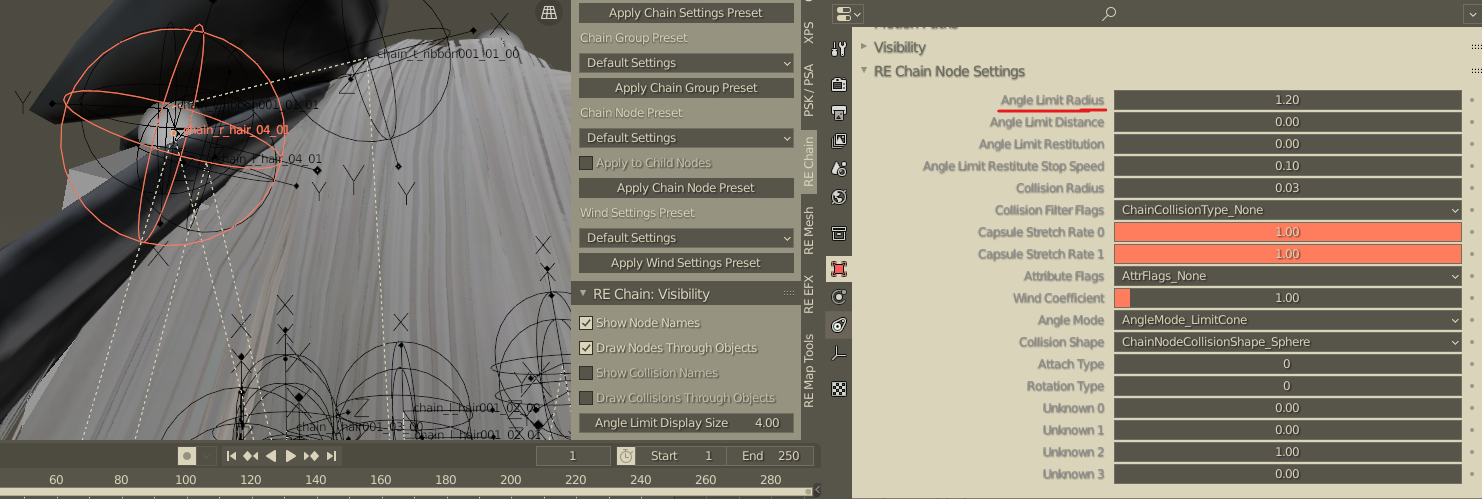 chain_t_ribbon001_01_00
X
Z
Y
chain_r_hair_04_01
chain_l_hair_04_01
Y
Y
Y
X
X
X
X
X
chain_l_hair001_03_00
Apply Chain Settings Preset
Chain Group Preset
Default Settings
Apply Chain Group Preset
Chain Node Preset
Default Settings
Apply to Child Nodes
Apply Chain Node Preset
Wind Settings Preset
Default Settings
Apply Wind Settings Preset
RE Chain: Visibility
Show Node Names
Draw Nodes Through Objects
Show Collision Names
Draw Collisions Through Objects
Angle Limit Display Size 4.00
XPS
PSK / PSA
RE Chain
RE Mesh
RE EFX
RE Map Tools
1
Start 1
End 250
60 80 100 120 140 160 180 200 220 240 260 280
Visibility
RE Chain Node Settings
Angle Limit Radius 1.20
Angle Limit Distance 0.00
Angle Limit Restitution 0.00
Angle Limit Restitute Stop Speed 0.10
Collision Radius 0.03
Collision Filter Flags ChainCollisionType_None
Capsule Stretch Rate 0 1.00
Capsule Stretch Rate 1 1.00
Attribute Flags AttrFlags_None
Wind Coefficient 1.00
Angle Mode AngleMode_LimitCone
Collision Shape ChainNodeCollisionShape_Sphere
Attach Type 0
Rotation Type 0
Unknown 0 0.00
Unknown 1 0.00
Unknown 2 1.00
Unknown 3 0.00